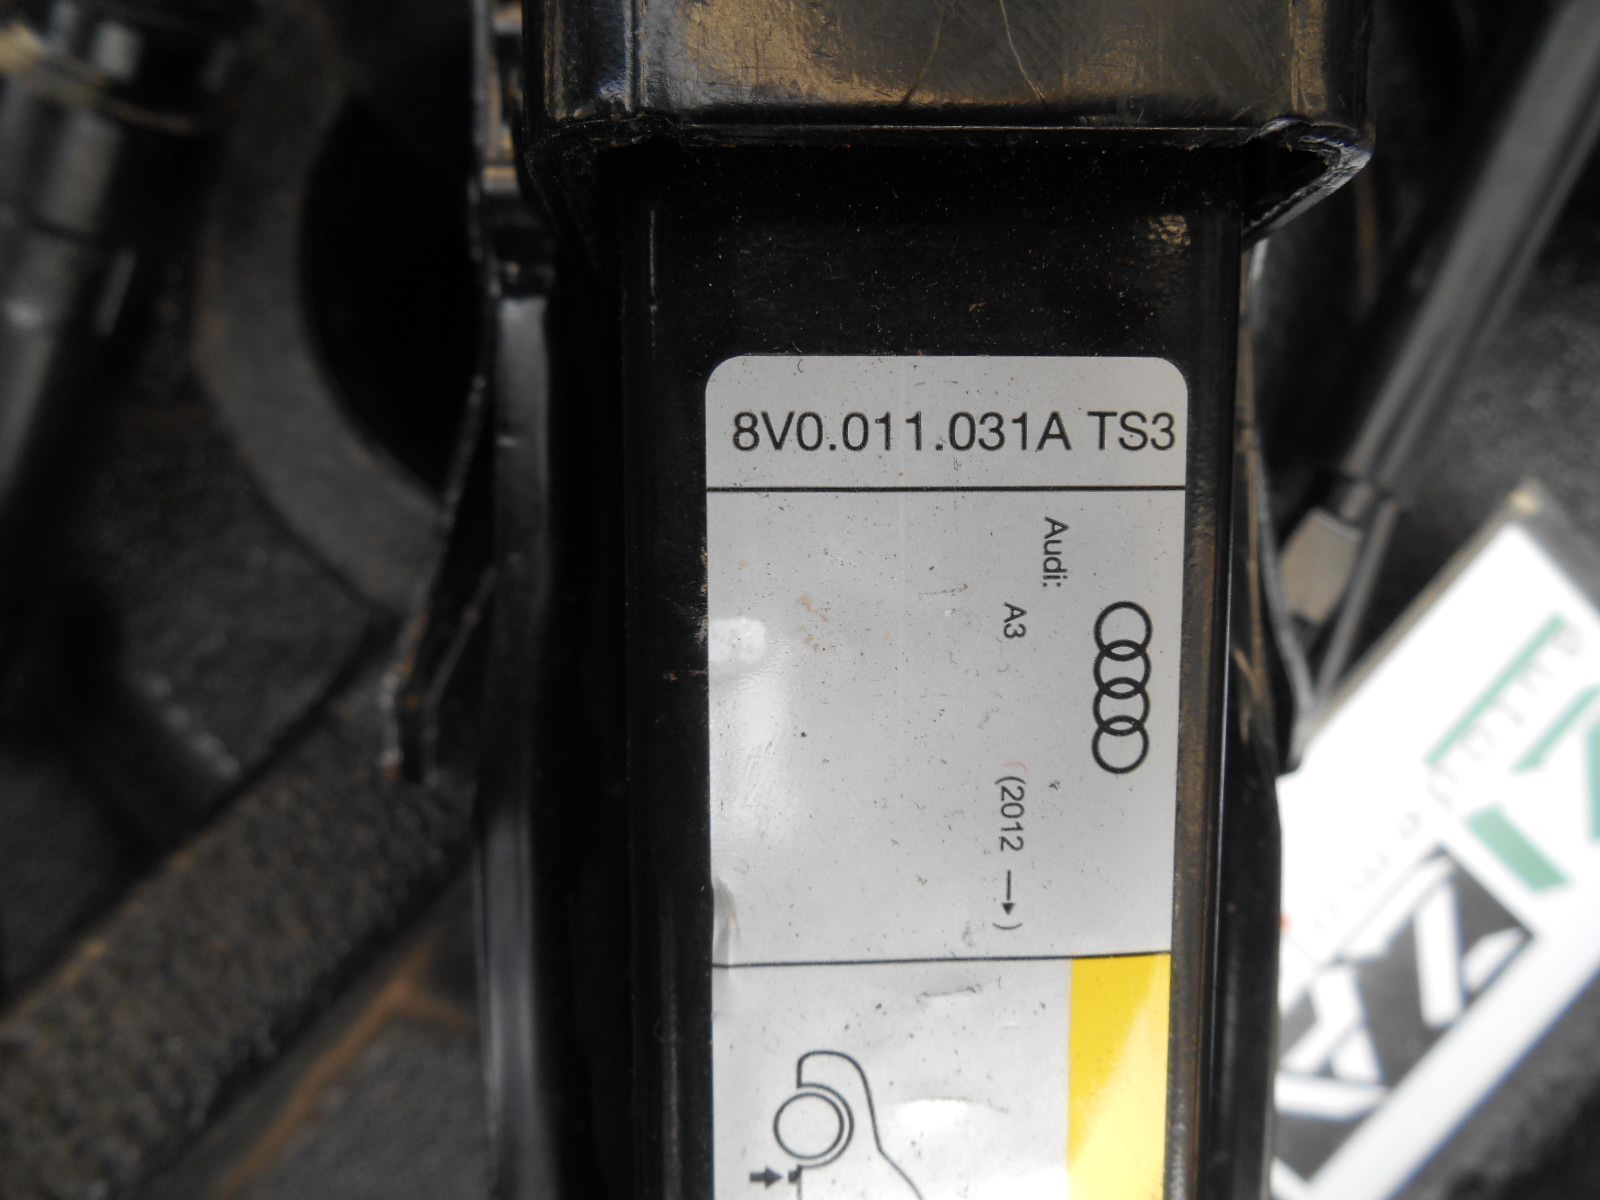 8V0.011.031A TS3
Audi:
A3 (2012 →)